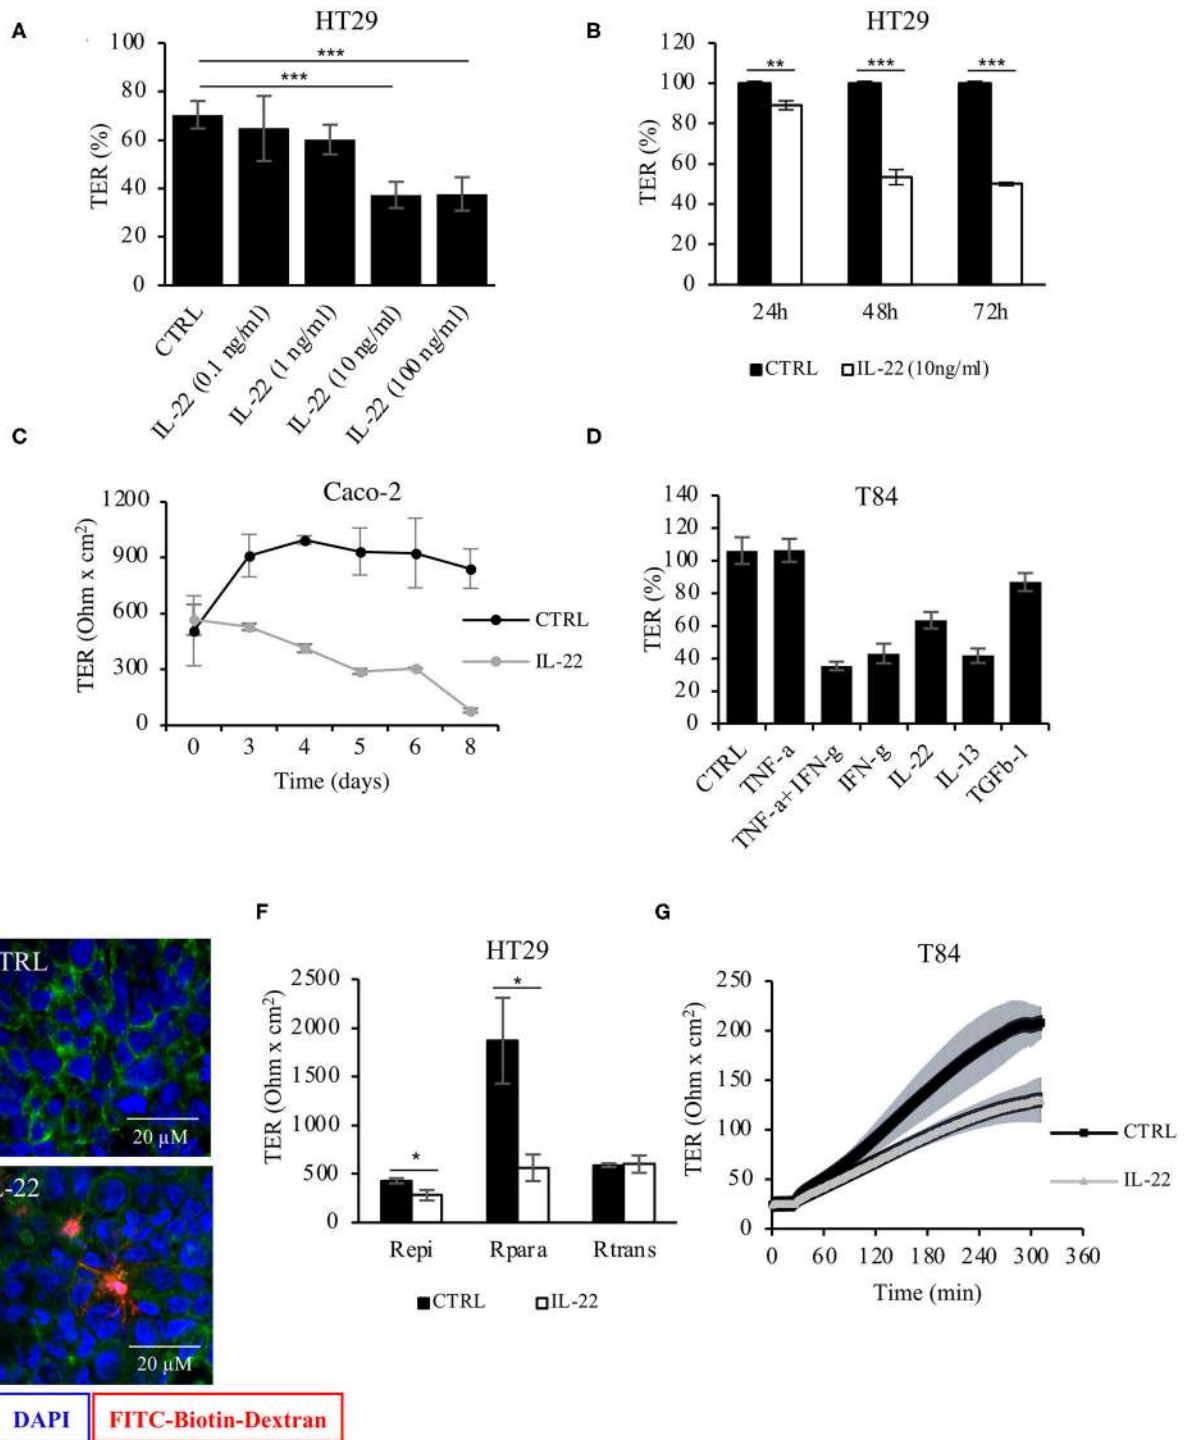 A
HT29
TER (%)
100
80
60
40
20
0
***
***
CTRL
IL-22 (0.1 ng/ml)
IL-22 (1 ng/ml)
IL-22 (10 ng/ml)
IL-22 (100 ng/ml)
B
HT29
TER (%)
120
100
80
60
40
20
0
**
***
***
24h
48h
72h
CTRL
IL-22 (10ng/ml)
C
Caco-2
TER (Ohm x cm²)
1200
900
600
300
0
0 3 4 5 6 8
Time (days)
CTRL
IL-22
D
T84
TER (%)
140
120
100
80
60
40
20
0
CTRL
TNF-a
TNF-a+IFN-g
IFN-g
IL-22
IL-13
TGFb-1
TRL
20 µM
-22
20 µM
DAPI
FITC-Biotin-Dextran
F
HT29
TER (Ohm x cm²)
2500
2000
1500
1000
500
0
*
*
Repi
Rpara
Rtrans
CTRL
IL-22
G
T84
TER (Ohm x cm²)
250
200
150
100
50
0
0 60 120 180 240 300 360
Time (min)
CTRL
IL-22